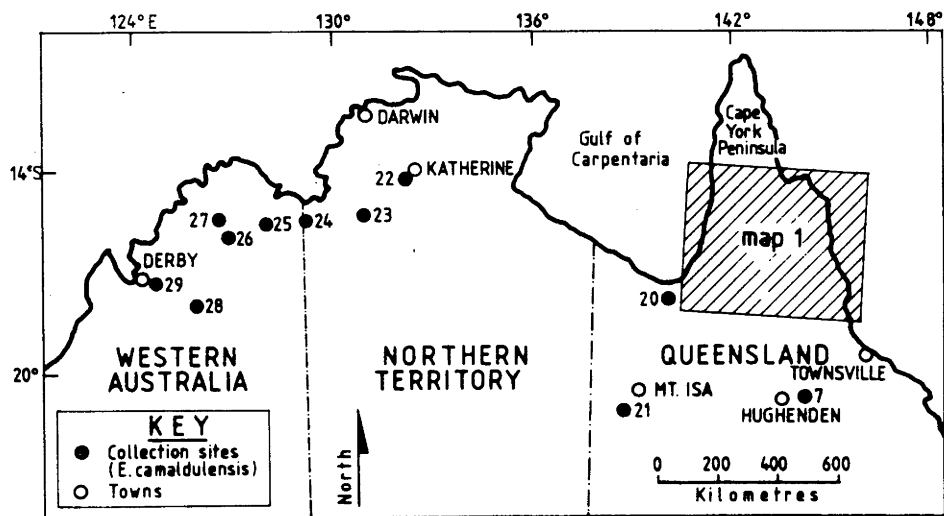 124° E 130° 136° 142° 148°
DARWIN
Cape
York
Peninsula
Gulf of
Carpentaria
14°S
22 KATHERINE
27 25 24 23
26
map 1
DERBY
29
28
20
WESTERN
AUSTRALIA
NORTHERN
TERRITORY
QUEENSLAND
TOWNSVILLE
20°
MT. ISA
7
21
HUGHENDEN
KEY
Collection sites
(E. camaldulensis)
Towns
North
0 200 400 600
Kilometres